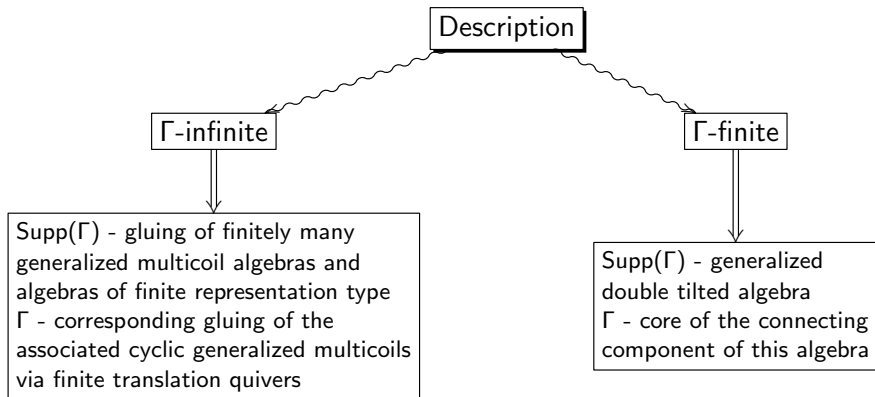 Description
Γ-infinite
Γ-finite
Supp(Γ) - gluing of finitely many
generalized multicoil algebras and
algebras of finite representation type
Γ - corresponding gluing of the
associated cyclic generalized multicoils
via finite translation quivers
Supp(Γ) - generalized
double tilted algebra
Γ - core of the connecting
component of this algebra